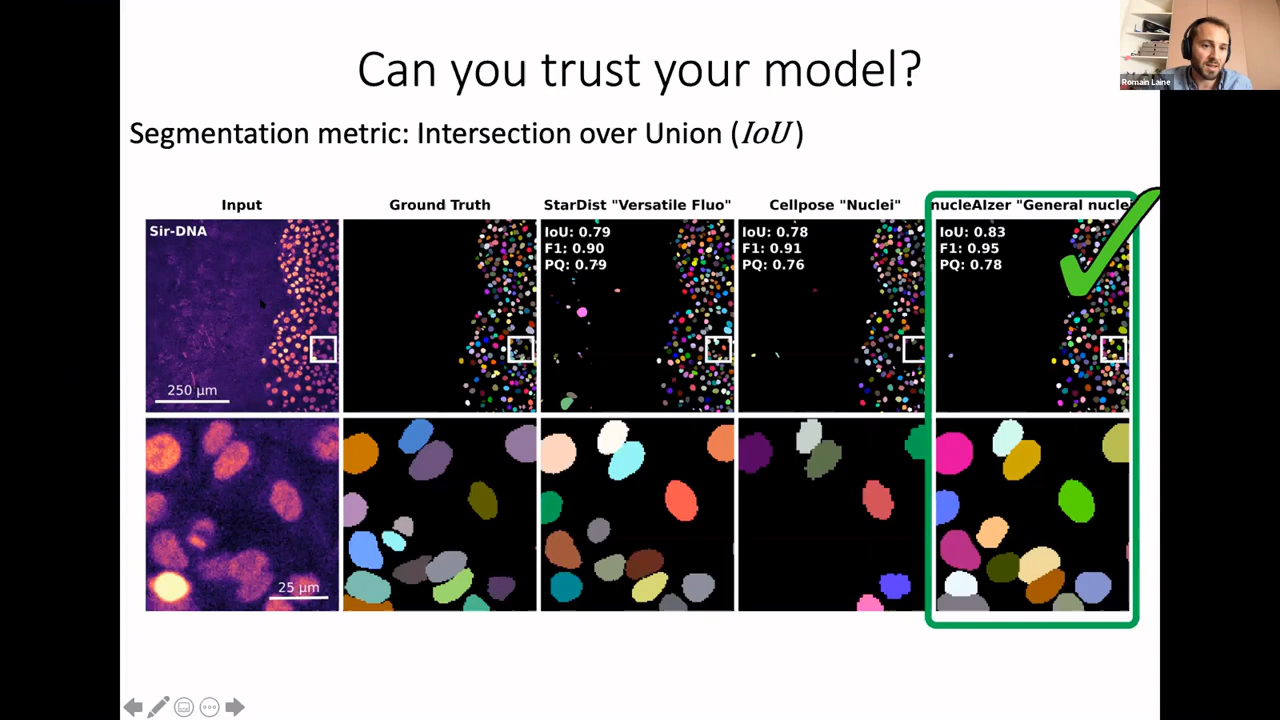 Can you trust your model?
Romain Laine
Segmentation metric: Intersection over Union (IoU)
Input
Ground Truth
StarDist "Versatile Fluo"
Cellpose "Nuclei"
nucleAIzer "General nuclei
Sir-DNA
250 µm
IoU: 0.79
F1: 0.90
PQ: 0.79
IoU: 0.78
F1: 0.91
PQ: 0.76
IoU: 0.83
F1: 0.95
PQ: 0.78
25 µm